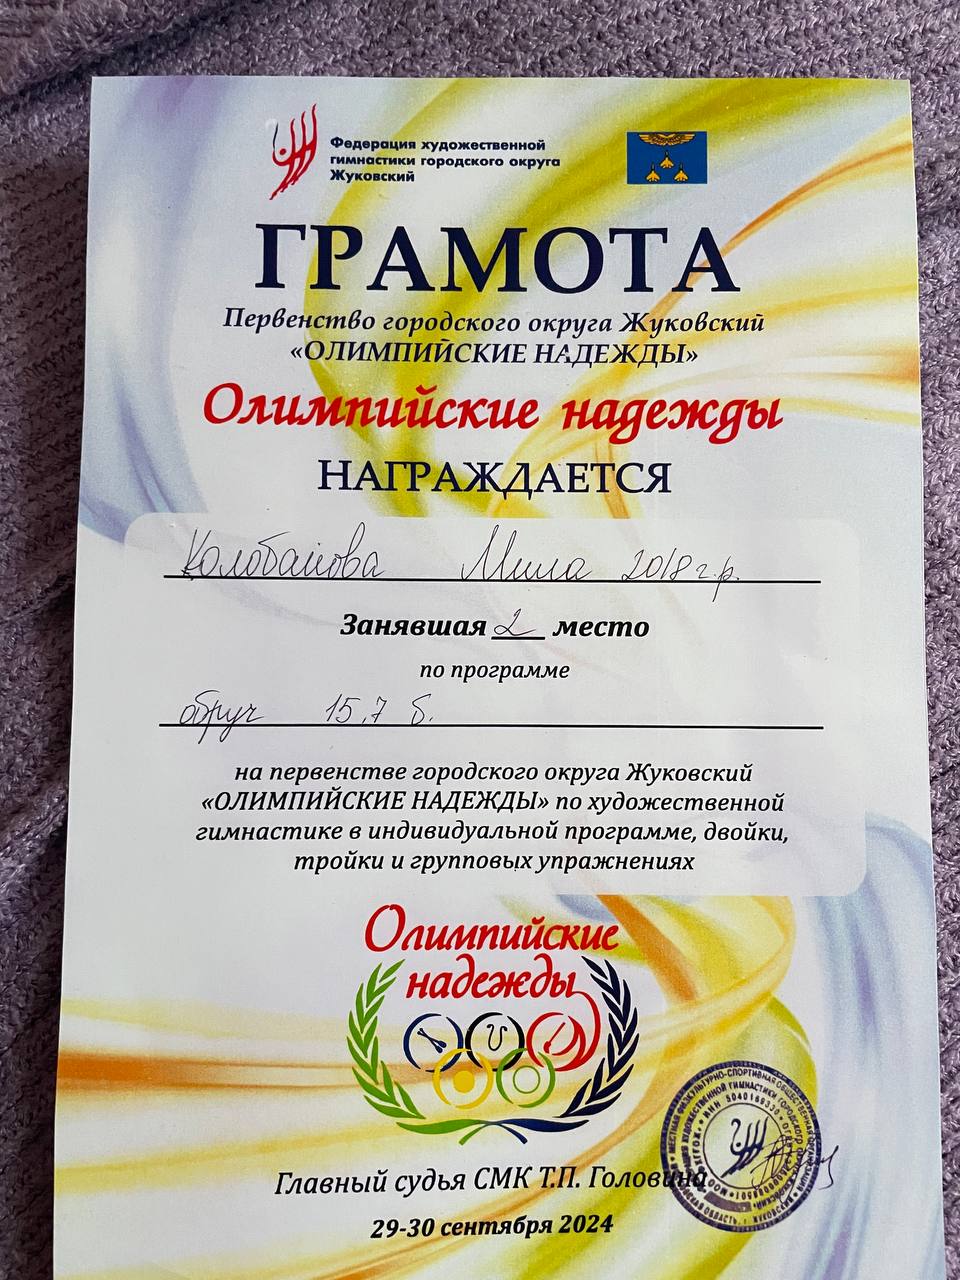 Федерация художественной
гимнастики городского округа
Жуковский
ГРАМОТА
Первенство городского округа Жуковский
«ОЛИМПИЙСКИЕ НАДЕЖДЫ»
Олимпийские надежды
НАГРАЖДАЕТСЯ
Мила 2018 г.р.
Занявшая 2 место
по программе
обруч 15,7 б.
на первенстве городского округа Жуковский
«ОЛИМПИЙСКИЕ НАДЕЖДЫ» по художественной
гимнастике в индивидуальной программе, двойки,
тройки и групповых упражнениях
Олимпийские
надежды
Главный судья СМК Т.П. Головина
29-30 сентября 2024